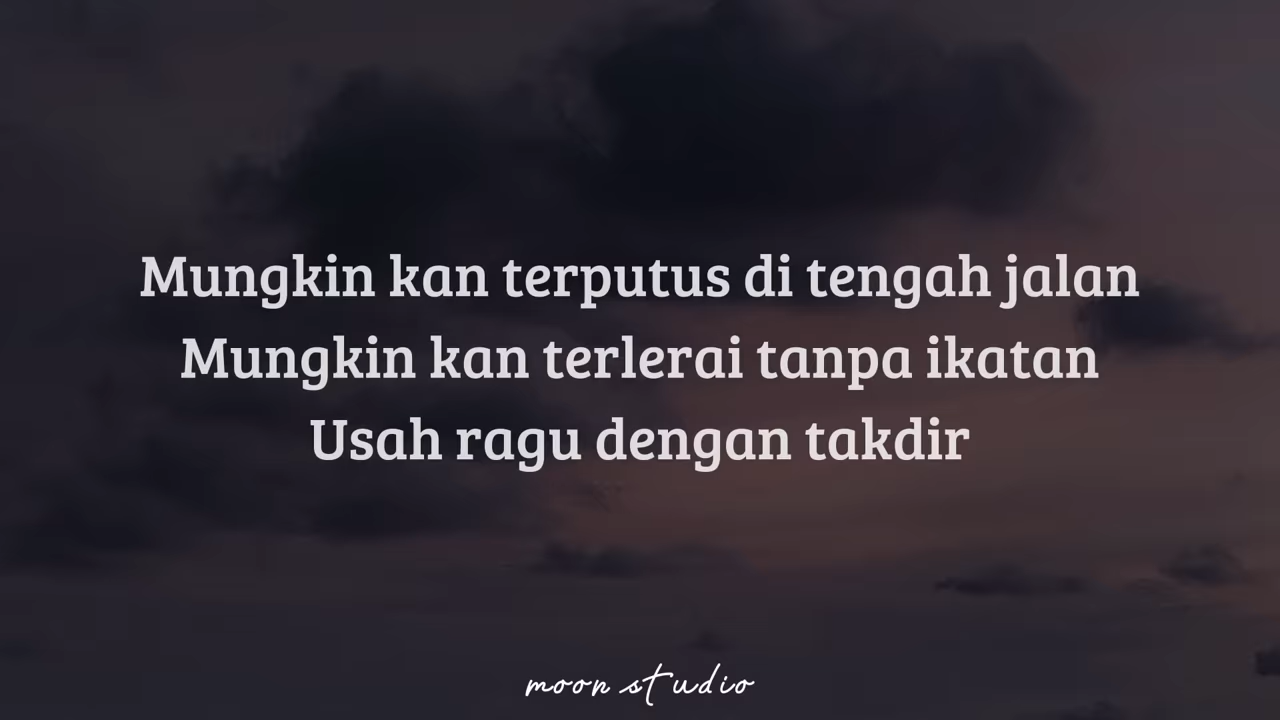 Mungkin kan terputus di tengah jalan
Mungkin kan terlerai tanpa ikatan
Usah ragu dengan takdir
moon studio